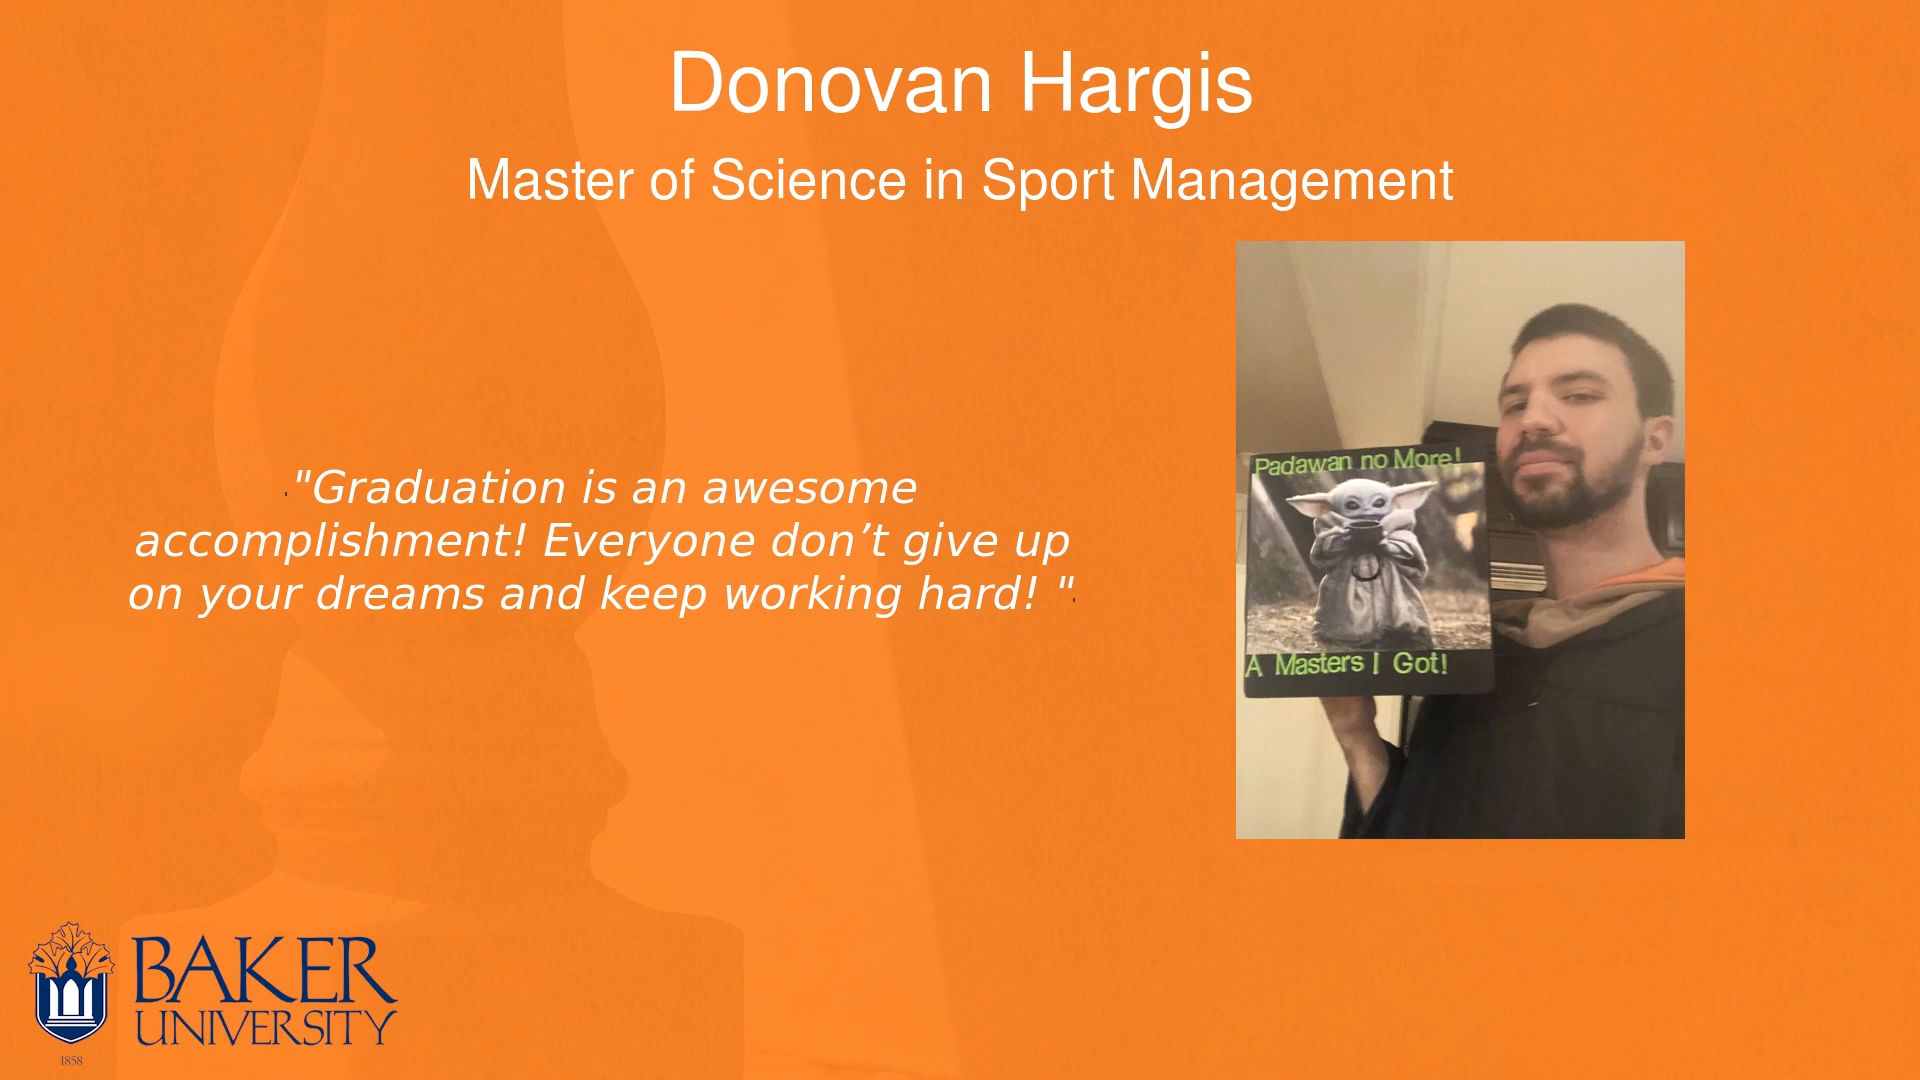 Donovan Hargis
Master of Science in Sport Management
"Graduation is an awesome
accomplishment! Everyone don’t give up
on your dreams and keep working hard! "
Padawan no More!
A Masters I Got!
BAKER
UNIVERSITY
1858